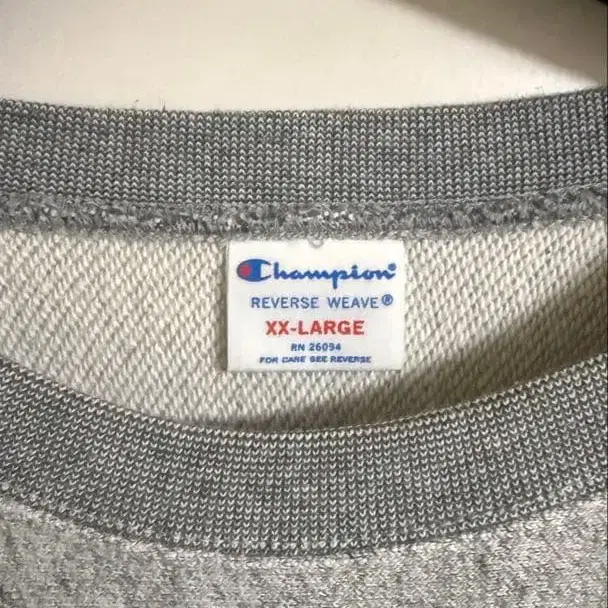 Champion®
REVERSE WEAVE®
XX-LARGE
RN 26094
FOR CARE SEE REVERSE